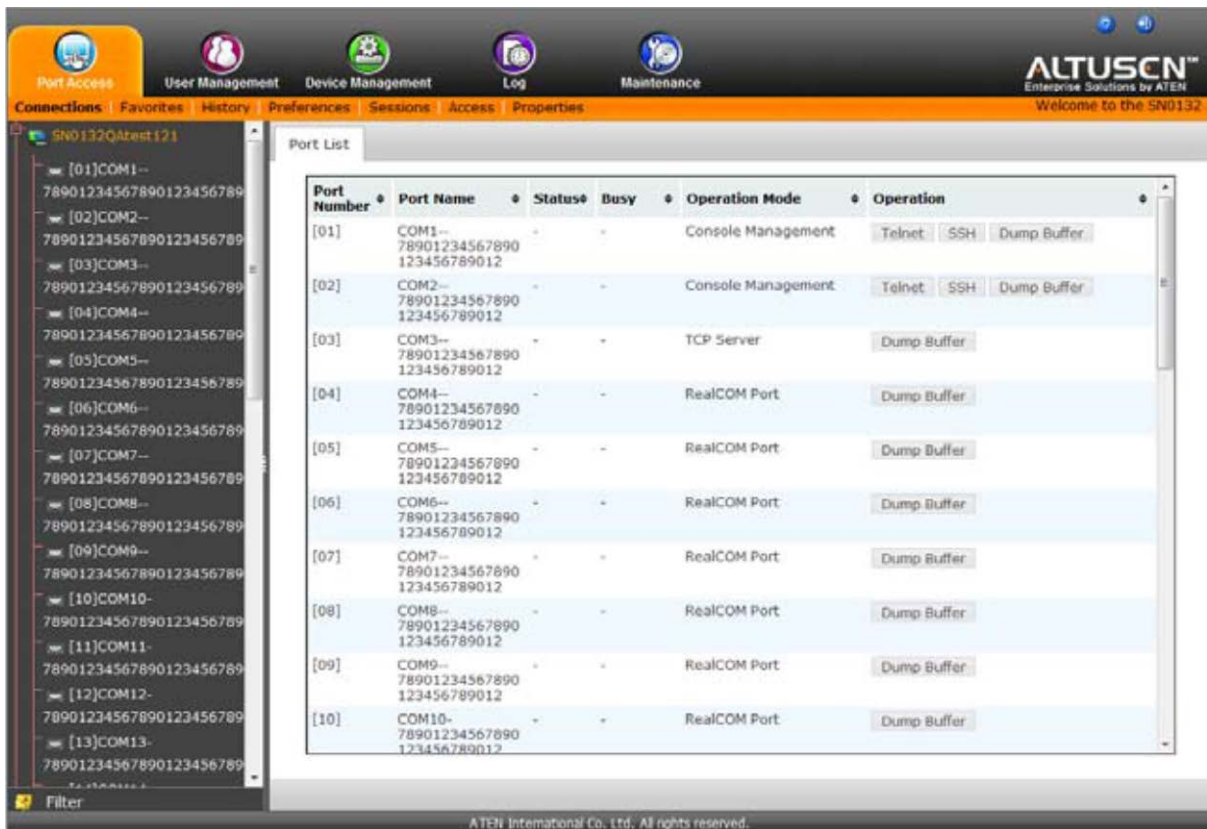 Port Access User Management Device Management Log Maintenance
ALTUSEN™
Enterprise Solutions by ATEN
Connections Favorites History Preferences Sessions Access Properties
Welcome to the SN0132
SN0132QAtest121
[01]COM1--
78901234567890123456789
[02]COM2--
78901234567890123456789
[03]COM3--
78901234567890123456789
[04]COM4--
78901234567890123456789
[05]COM5--
78901234567890123456789
[06]COM6--
78901234567890123456789
[07]COM7--
78901234567890123456789
[08]COM8--
78901234567890123456789
[09]COM9--
78901234567890123456789
[10]COM10-
78901234567890123456789
[11]COM11-
78901234567890123456789
[12]COM12-
78901234567890123456789
[13]COM13-
78901234567890123456789
Filter
Port List
Port Number Port Name Status Busy Operation Mode Operation
[01] COM1-- - - Console Management Telnet SSH Dump Buffer
78901234567890
123456789012
[02] COM2-- - - Console Management Telnet SSH Dump Buffer
78901234567890
123456789012
[03] COM3-- - - TCP Server Dump Buffer
78901234567890
123456789012
[04] COM4-- - - RealCOM Port Dump Buffer
78901234567890
123456789012
[05] COM5-- - - RealCOM Port Dump Buffer
78901234567890
123456789012
[06] COM6-- - - RealCOM Port Dump Buffer
78901234567890
123456789012
[07] COM7-- - - RealCOM Port Dump Buffer
78901234567890
123456789012
[08] COM8-- - - RealCOM Port Dump Buffer
78901234567890
123456789012
[09] COM9-- - - RealCOM Port Dump Buffer
78901234567890
123456789012
[10] COM10- - - RealCOM Port Dump Buffer
78901234567890
123456789012
ATEN International Co. Ltd. All rights reserved.